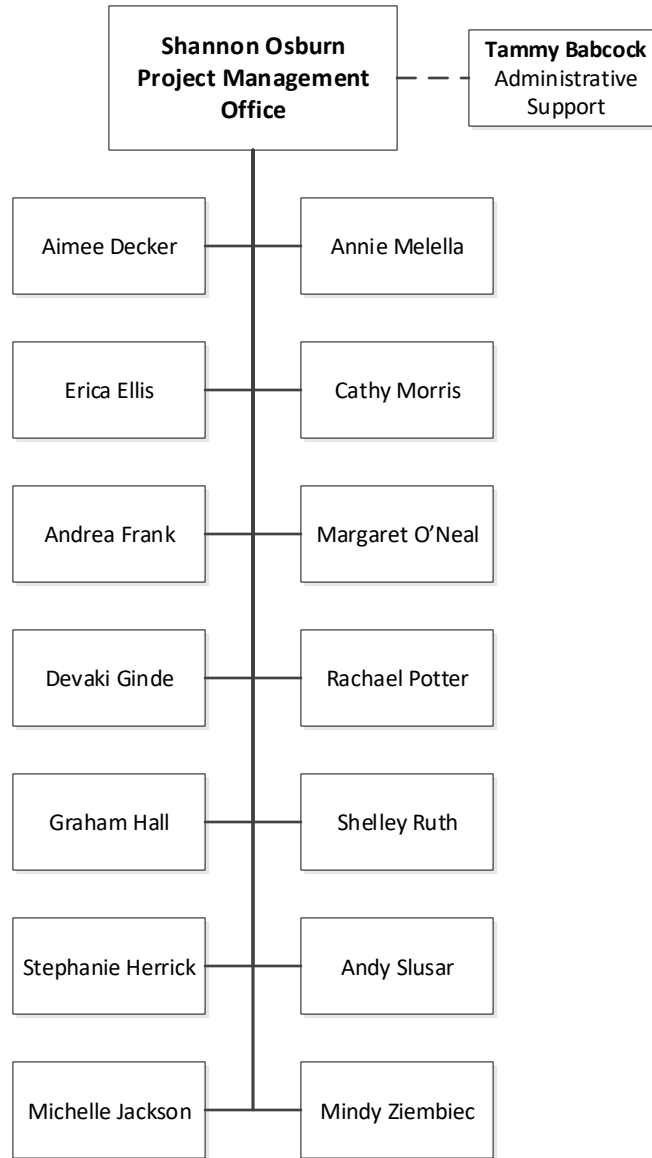 Shannon Osburn
Project Management
Office
Tammy Babcock
Administrative
Support
Aimee Decker
Annie Melella
Erica Ellis
Cathy Morris
Andrea Frank
Margaret O’Neal
Devaki Ginde
Rachael Potter
Graham Hall
Shelley Ruth
Stephanie Herrick
Andy Slusar
Michelle Jackson
Mindy Ziembiec